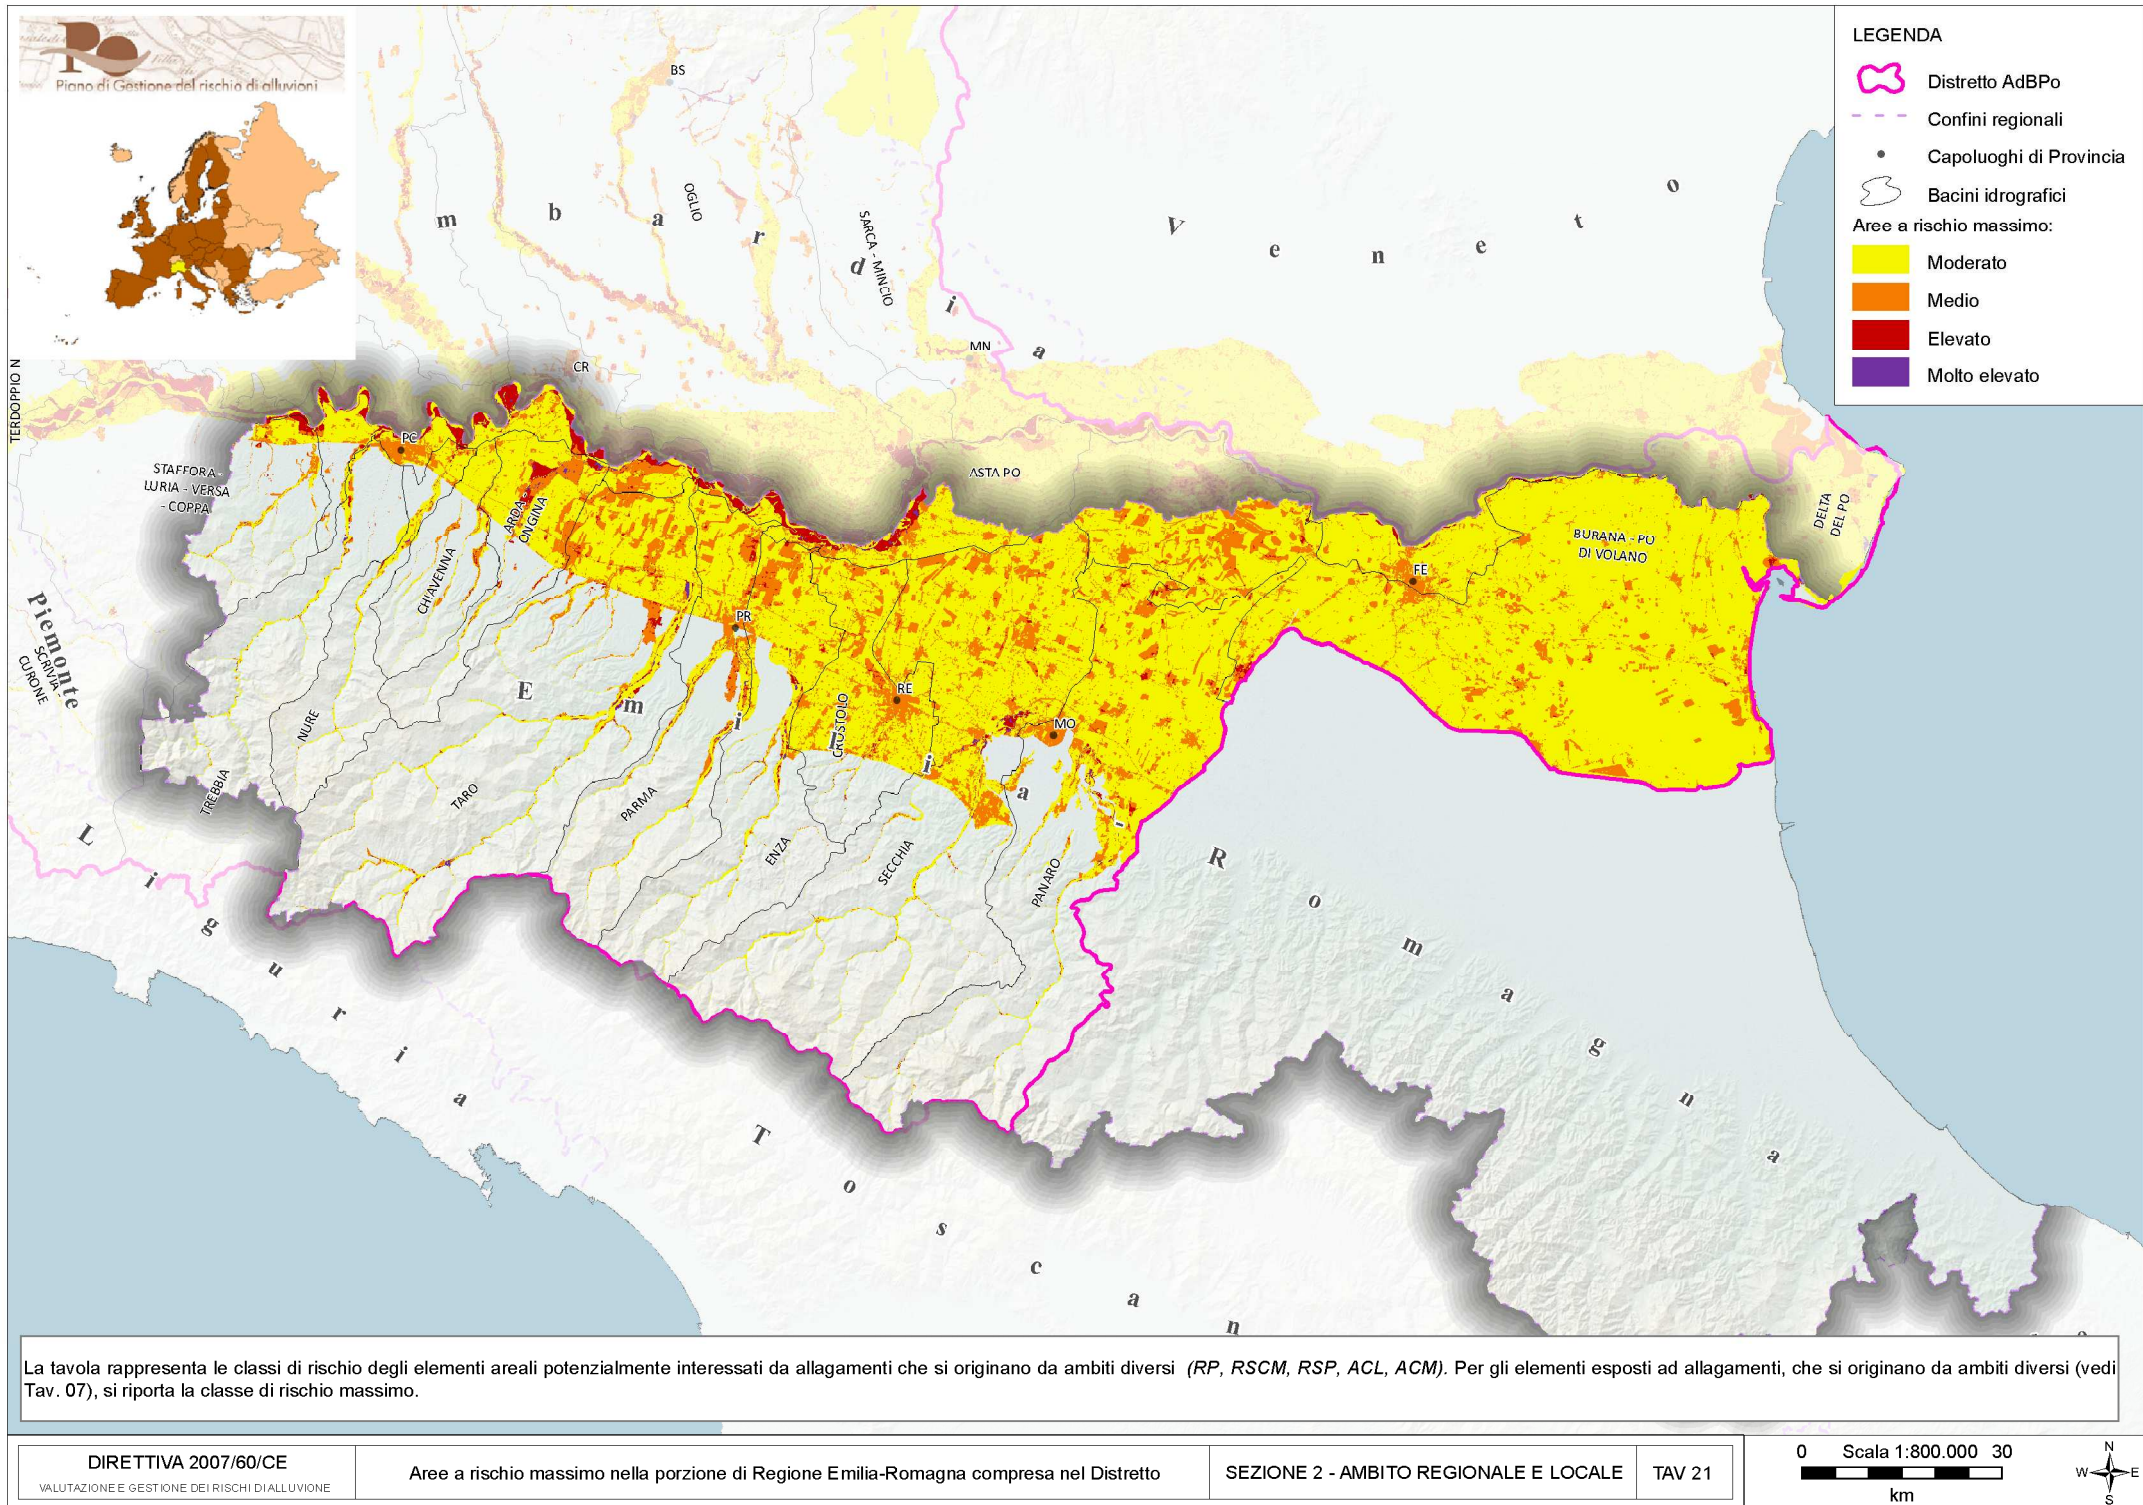 Po
Piano di Gestione del rischio di alluvioni
LEGENDA
Distretto AdBPo
Confini regionali
Capoluoghi di Provincia
Bacini idrografici
Aree a rischio massimo:
Moderato
Medio
Elevato
Molto elevato
BS
OGLIO
SARCA - MINCIO
m b a r d i a
V e n e t o
MN
CR
TERDOPPIO N
PC
STAFFORA -
LURIA - VERSA
- COPPA
ASTA PO
ARDA -
ONGINA
CHIAVENNA
BURANA - PO
DI VOLANO
DELTA
DEL PO
FE
PR
Piemonte
SCRIVIA -
CURONE
E m i l i a -
RE
MO
CROSTOLO
NURE
TREBBIA
TARO
PARMA
ENZA
SECCHIA
PANARO
L i g u r i a
R o m a g n a
T o s c a n
La tavola rappresenta le classi di rischio degli elementi areali potenzialmente interessati da allagamenti che si originano da ambiti diversi (RP, RSCM, RSP, ACL, ACM). Per gli elementi esposti ad allagamenti, che si originano da ambiti diversi (vedi
Tav. 07), si riporta la classe di rischio massimo.
DIRETTIVA 2007/60/CE
VALUTAZIONE E GESTIONE DEI RISCHI DI ALLUVIONE
Aree a rischio massimo nella porzione di Regione Emilia-Romagna compresa nel Distretto
SEZIONE 2 - AMBITO REGIONALE E LOCALE
TAV 21
0 Scala 1:800.000 30
km
N
W E
S